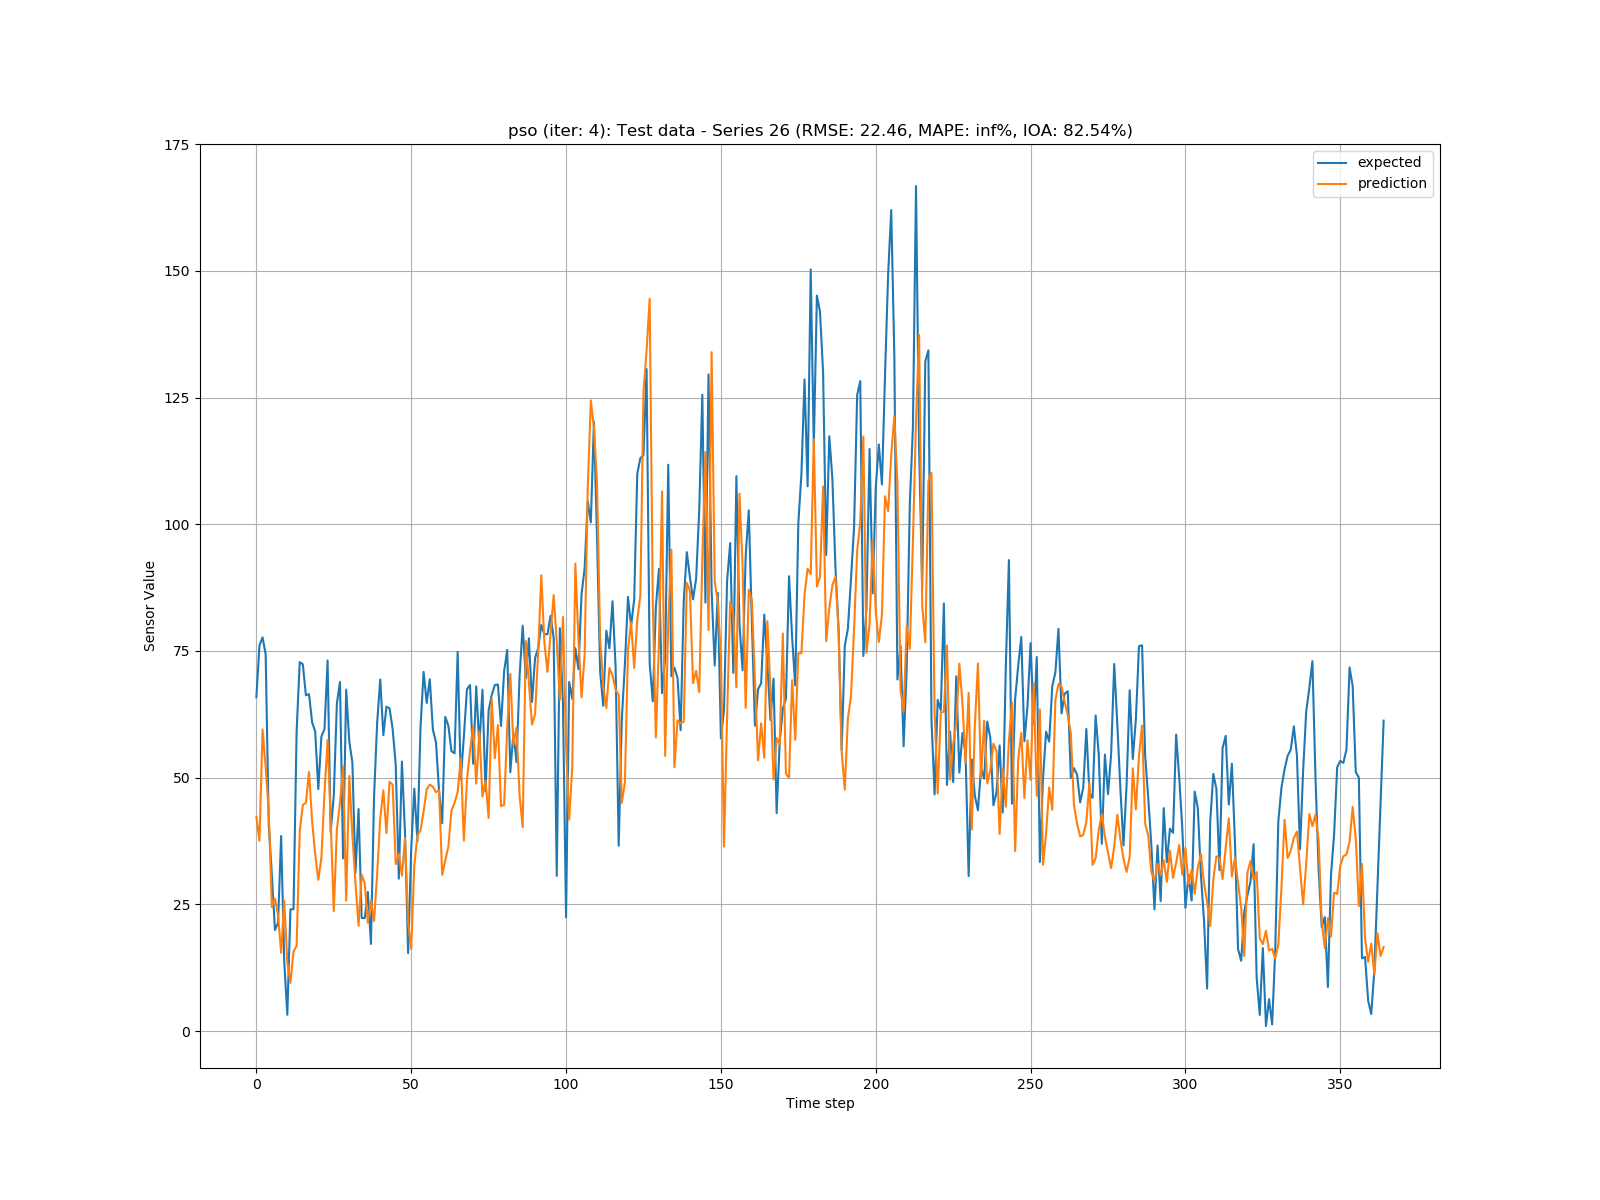 pso (iter: 4): Test data - Series 26 (RMSE: 22.46, MAPE: inf%, IOA: 82.54%)
expected
prediction
Sensor Value
175
150
125
100
75
50
25
0
0 50 100 150 200 250 300 350
Time step